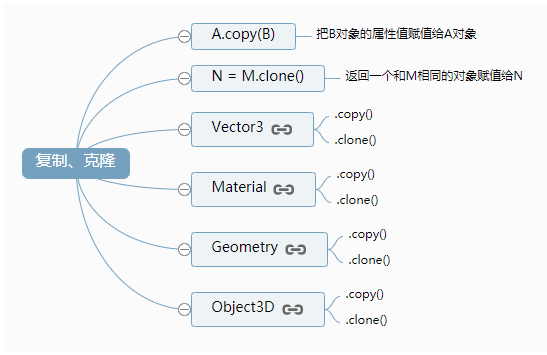 A.copy(B)
把B对象的属性值赋值给A对象
N = M.clone()
返回一个和M相同的对象赋值给N
复制、克隆
Vector3
.copy()
.clone()
Material
.copy()
.clone()
Geometry
.copy()
.clone()
Object3D
.copy()
.clone()